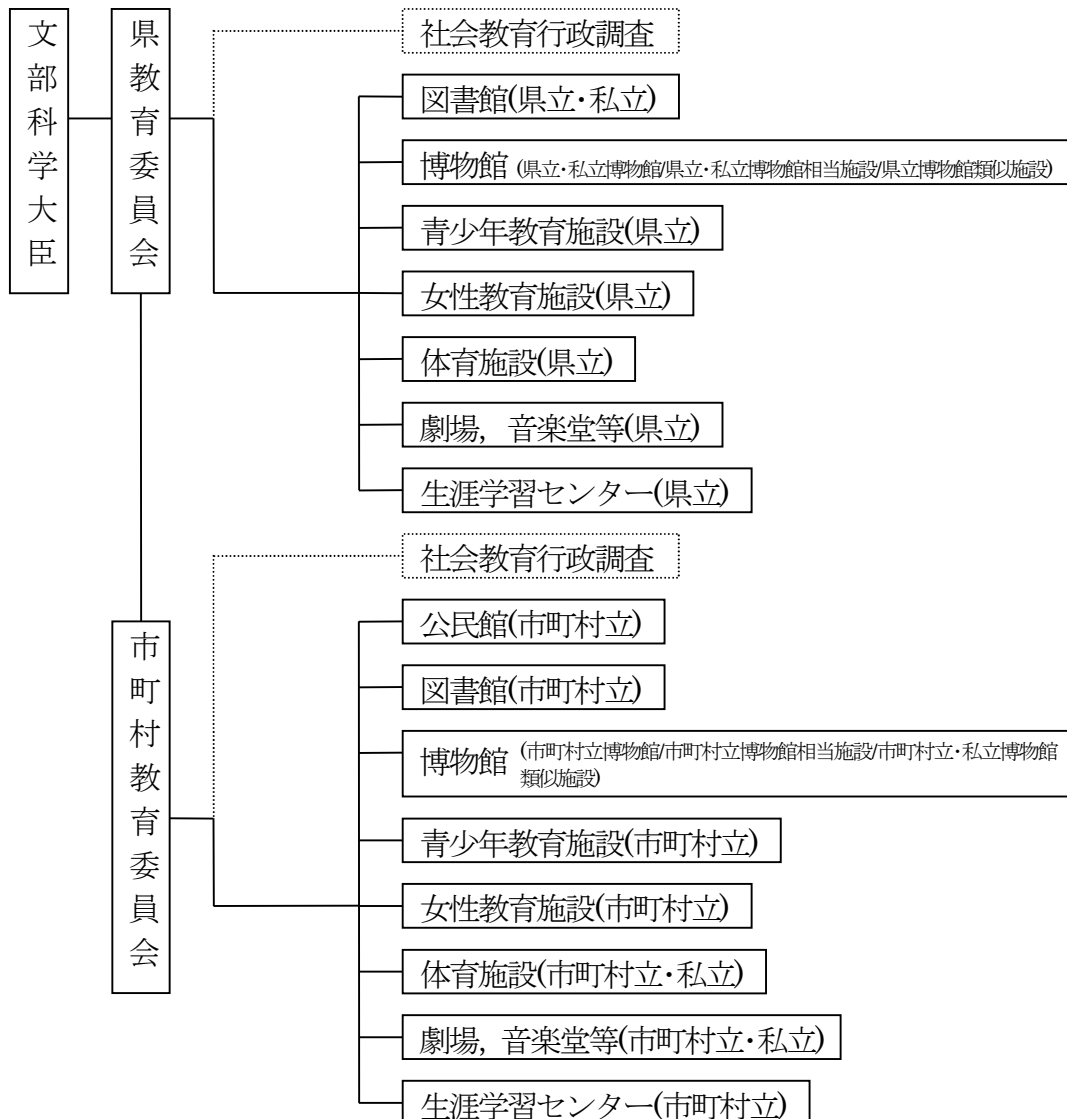 文部科学大臣
県教育委員会
社会教育行政調査
図書館(県立・私立)
博物館 (県立・私立博物館/県立・私立博物館相当施設/県立博物館類似施設)
青少年教育施設(県立)
女性教育施設(県立)
体育施設(県立)
劇場，音楽堂等(県立)
生涯学習センター(県立)
市町村教育委員会
社会教育行政調査
公民館(市町村立)
図書館(市町村立)
博物館 (市町村立博物館/市町村立博物館相当施設/市町村立・私立博物館
類似施設)
青少年教育施設(市町村立)
女性教育施設(市町村立)
体育施設(市町村立・私立)
劇場，音楽堂等(市町村立・私立)
生涯学習センター(市町村立)